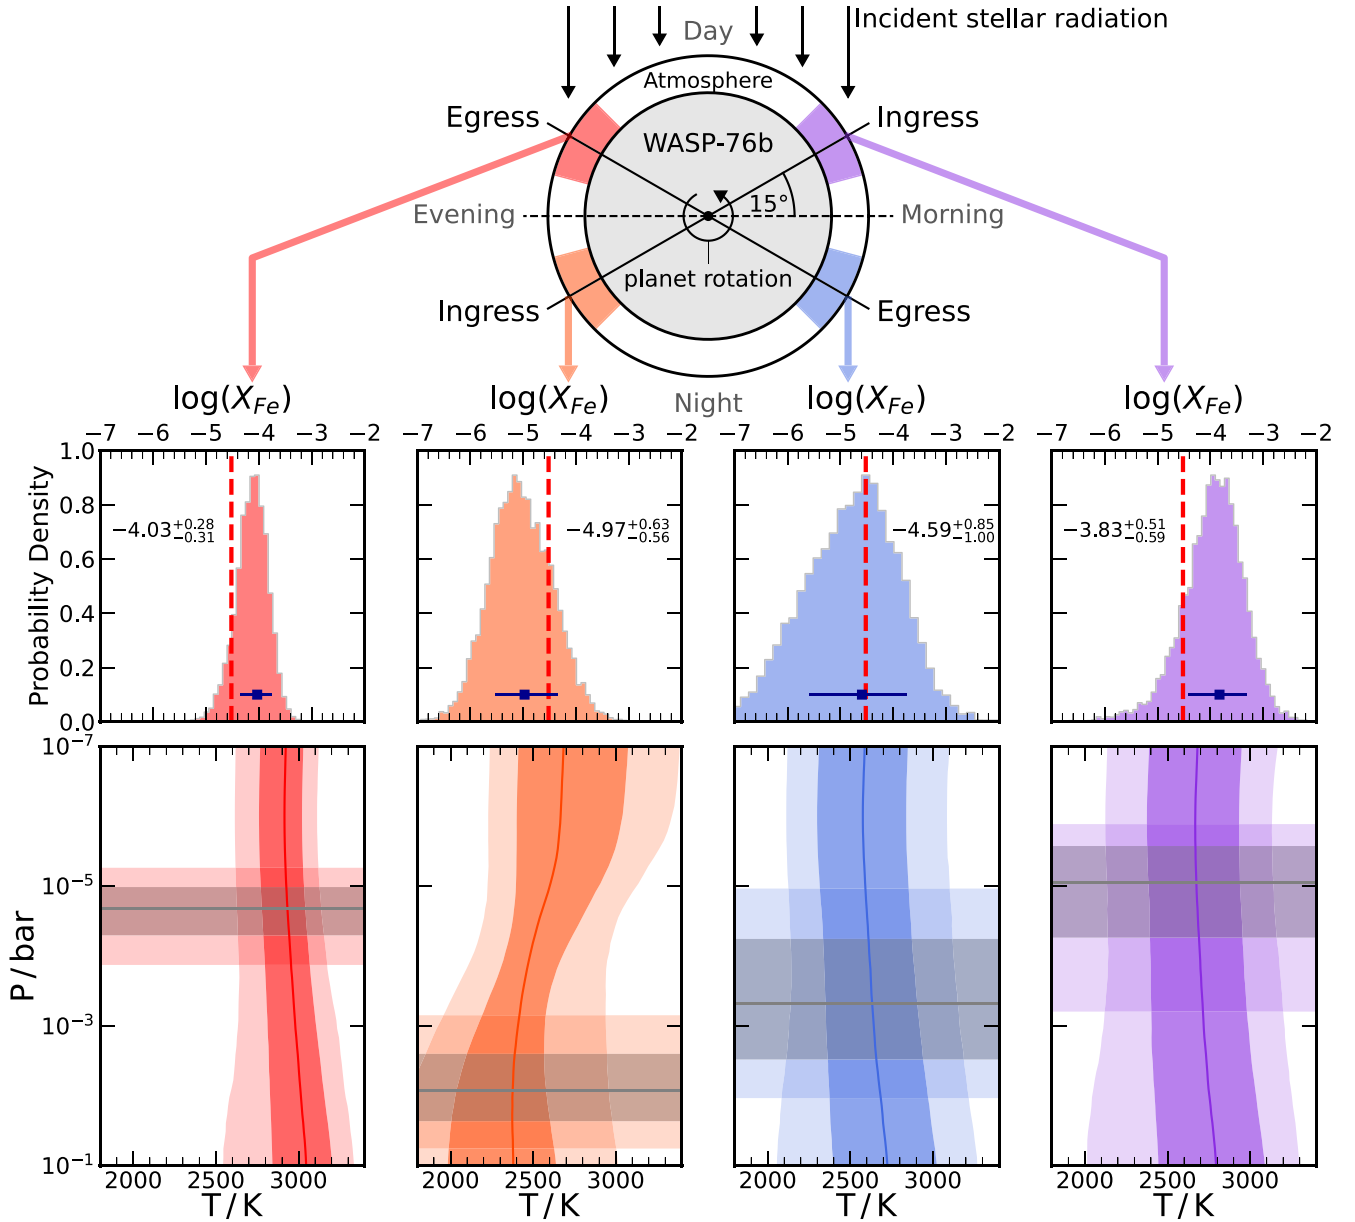 Incident stellar radiation
Day
Atmosphere
Egress
Ingress
WASP-76b
15°
Evening
Morning
planet rotation
Ingress
Egress
Night
log(X_Fe) log(X_Fe) log(X_Fe) log(X_Fe)
−7 −6 −5 −4 −3 −2 −7 −6 −5 −4 −3 −2 −7 −6 −5 −4 −3 −2 −7 −6 −5 −4 −3 −2
Probability Density
1.0
0.8
0.6
0.4
0.2
0.0
−4.03 +0.28 −0.31
−4.97 +0.63 −0.56
−4.59 +0.85 −1.00
−3.83 +0.51 −0.59
P / bar
10⁻⁷
10⁻⁵
10⁻³
10⁻¹
2000 2500 3000 2000 2500 3000 2000 2500 3000 2000 2500 3000
T / K T / K T / K T / K